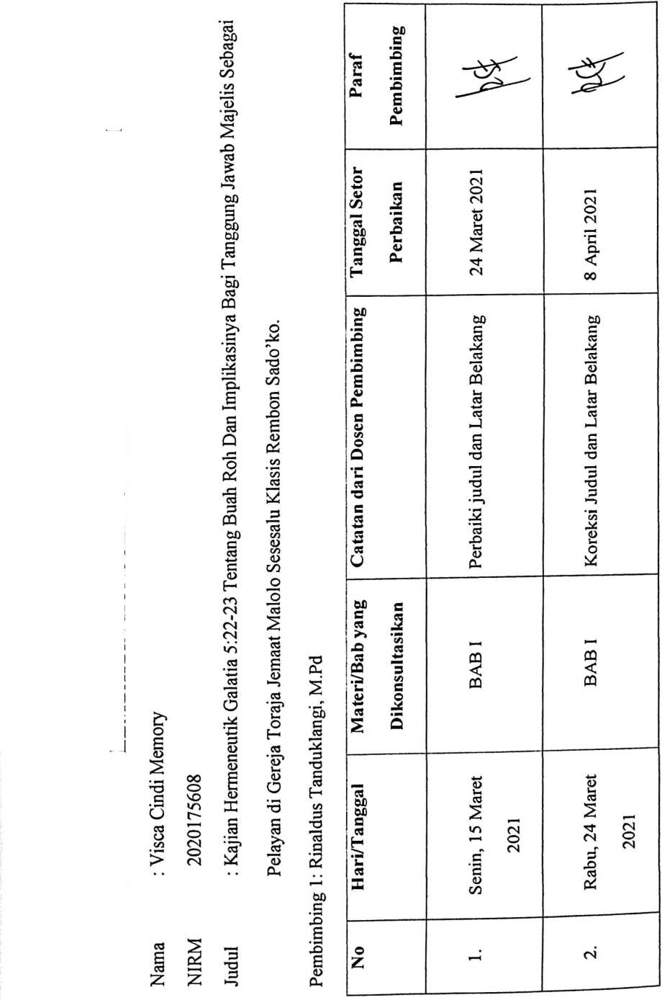 Nama : Visca Cindi Memory
NIRM 2020175608
Judul : Kajian Hermeneutik Galatia 5:22-23 Tentang Buah Roh Dan Implikasinya Bagi Tanggung Jawab Majelis Sebagai
Pelayan di Gereja Toraja Jemaat Malolo Sesesalu Klasis Rembon Sado’ko.
Pembimbing 1: Rinaldus Tanduklangi, M.Pd
No Hari/Tanggal Materi/Bab yang Catatan dari Dosen Pembimbing Tanggal Setor Paraf
Dikonsultasikan Perbaikan Pembimbing
1. Senin, 15 Maret BAB I Perbaiki judul dan Latar Belakang 24 Maret 2021
2021
2. Rabu, 24 Maret BAB I Koreksi Judul dan Latar Belakang 8 April 2021
2021